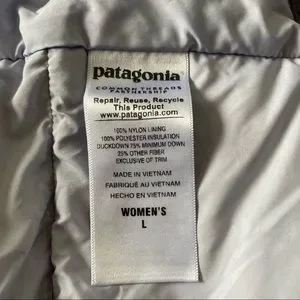 patagonia®
COMMON THREADS
PARTNERSHIP
Repair, Reuse, Recycle
This Product
www.patagonia.com
100% NYLON LINING
100% POLYESTER INSULATION
DUCKDOWN 75% MINIMUM DOWN
25% OTHER FIBER
EXCLUSIVE OF TRIM
MADE IN VIETNAM
FABRIQUÉ AU VIETNAM
HECHO EN VIETNAM
WOMEN'S
L